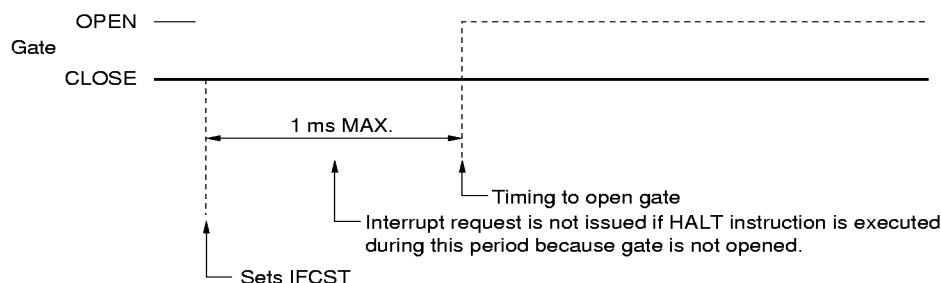 OPEN
Gate
CLOSE
1 ms MAX.
Timing to open gate
Interrupt request is not issued if HALT instruction is executed
during this period because gate is not opened.
Sets IFCST